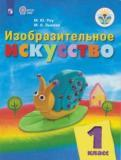 М. Ю. Рау
М. А. Зыкова
Изобразительное
искусство
1
класс